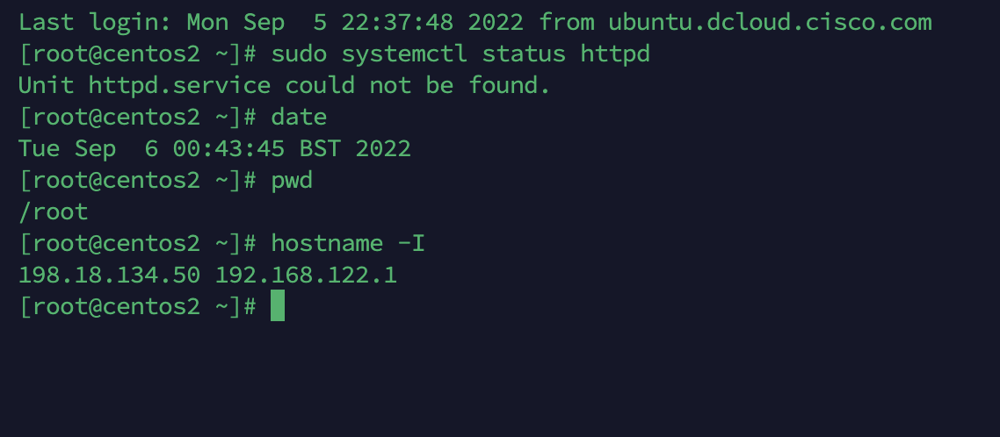 Last login: Mon Sep  5 22:37:48 2022 from ubuntu.dcloud.cisco.com
[root@centos2 ~]# sudo systemctl status httpd
Unit httpd.service could not be found.
[root@centos2 ~]# date
Tue Sep  6 00:43:45 BST 2022
[root@centos2 ~]# pwd
/root
[root@centos2 ~]# hostname -I
198.18.134.50 192.168.122.1
[root@centos2 ~]#